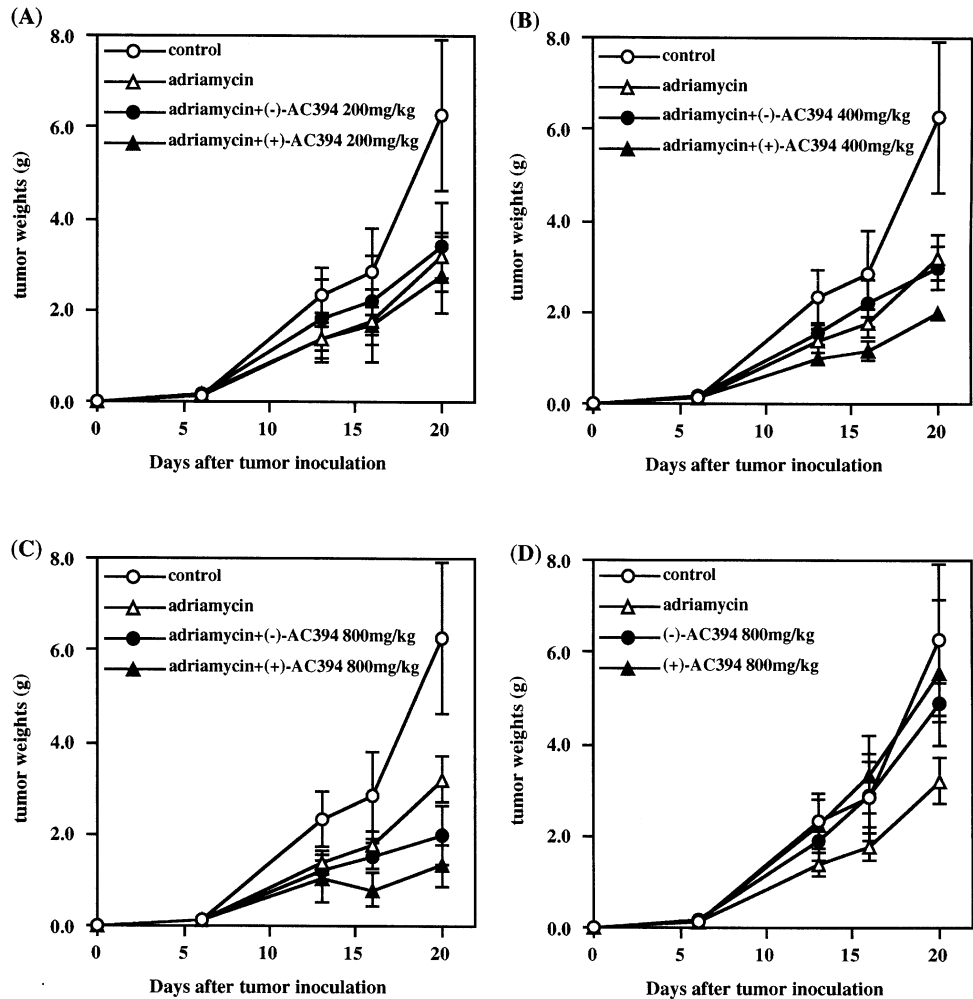 (A)
8.0
6.0
4.0
2.0
0.0
tumor weights (g)
control
adriamycin
adriamycin+(-)-AC394 200mg/kg
adriamycin+(+)-AC394 200mg/kg
0 5 10 15 20
Days after tumor inoculation
(B)
8.0
6.0
4.0
2.0
0.0
tumor weights (g)
control
adriamycin
adriamycin+(-)-AC394 400mg/kg
adriamycin+(+)-AC394 400mg/kg
0 5 10 15 20
Days after tumor inoculation
(C)
8.0
6.0
4.0
2.0
0.0
tumor weights (g)
control
adriamycin
adriamycin+(-)-AC394 800mg/kg
adriamycin+(+)-AC394 800mg/kg
0 5 10 15 20
Days after tumor inoculation
(D)
8.0
6.0
4.0
2.0
0.0
tumor weights (g)
control
adriamycin
(-)-AC394 800mg/kg
(+)-AC394 800mg/kg
0 5 10 15 20
Days after tumor inoculation